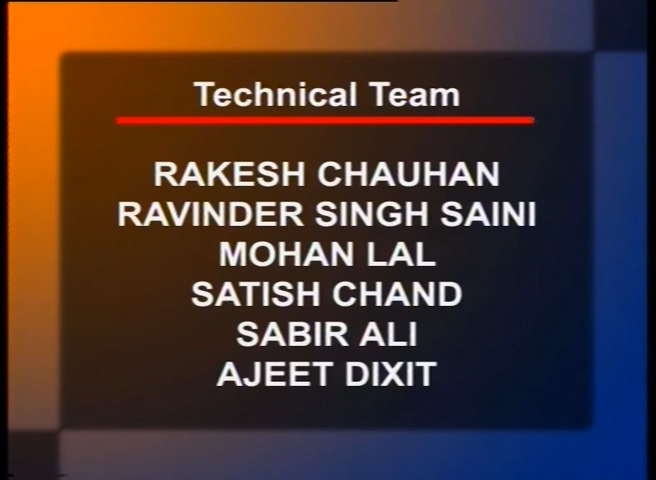 Technical Team
RAKESH CHAUHAN
RAVINDER SINGH SAINI
MOHAN LAL
SATISH CHAND
SABIR ALI
AJEET DIXIT